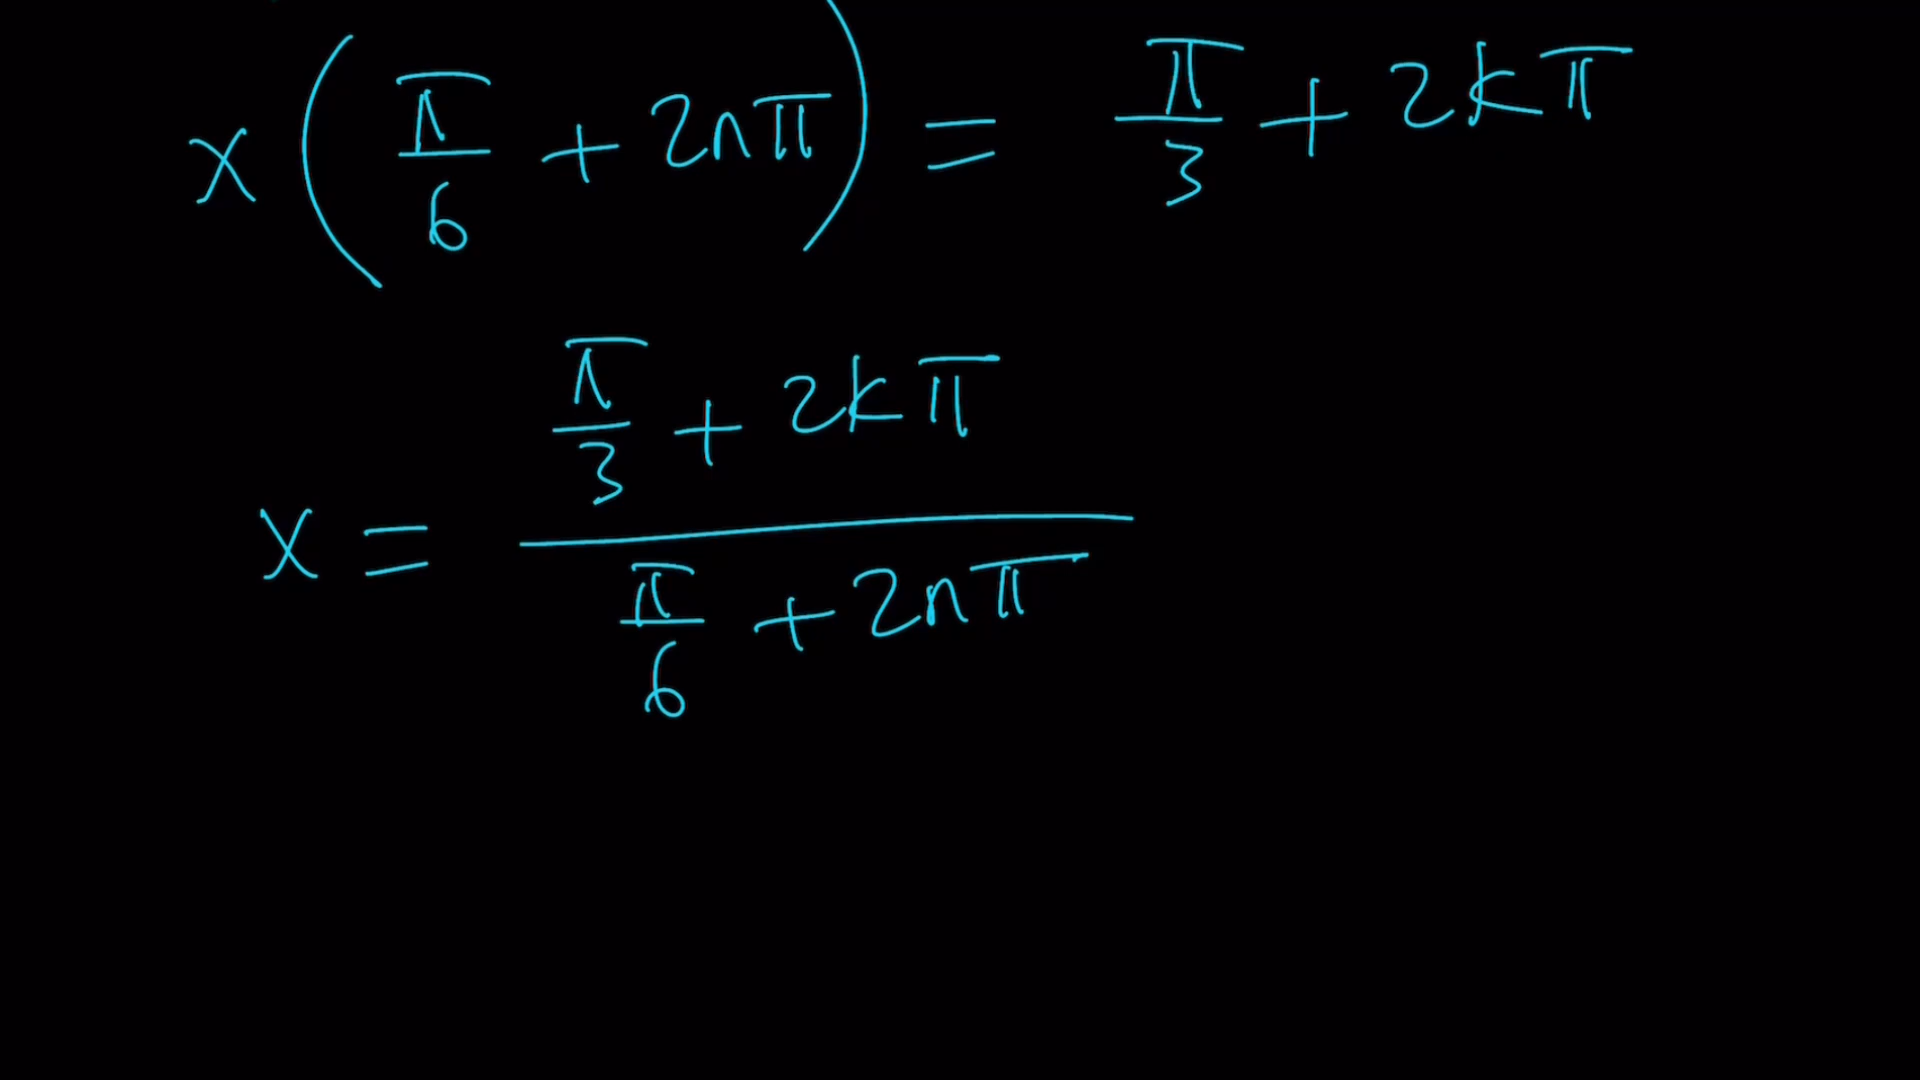 x(π/6 + 2nπ) = π/3 + 2kπ
x = (π/3 + 2kπ)/(π/6 + 2nπ)